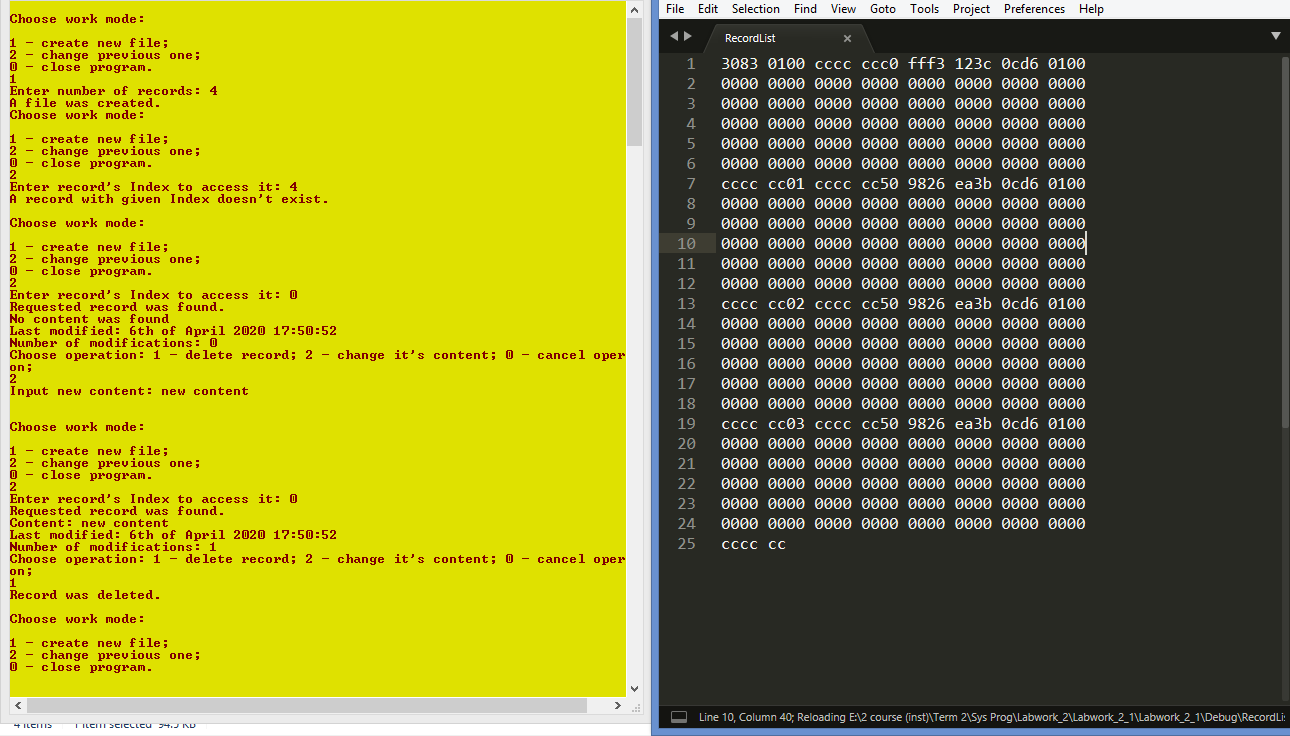 Choose work mode:
1 - create new file;
2 - change previous one;
0 - close program.
1
Enter number of records: 4
A file was created.
Choose work mode:
1 - create new file;
2 - change previous one;
0 - close program.
2
Enter record's Index to access it: 4
A record with given Index doesn't exist.
Choose work mode:
1 - create new file;
2 - change previous one;
0 - close program.
2
Enter record's Index to access it: 0
Requested record was found.
No content was found
Last modified: 6th of April 2020 17:50:52
Number of modifications: 0
Choose operation: 1 - delete record; 2 - change it's content; 0 - cancel oper
on;
2
Input new content: new content
Choose work mode:
1 - create new file;
2 - change previous one;
0 - close program.
2
Enter record's Index to access it: 0
Requested record was found.
Content: new content
Last modified: 6th of April 2020 17:50:52
Number of modifications: 1
Choose operation: 1 - delete record; 2 - change it's content; 0 - cancel oper
on;
1
Record was deleted.
Choose work mode:
1 - create new file;
2 - change previous one;
0 - close program.
4 items 1 item selected 94.5 KB
File Edit Selection Find View Goto Tools Project Preferences Help
RecordList ×
1 3083 0100 cccc ccc0 fff3 123c 0cd6 0100
2 0000 0000 0000 0000 0000 0000 0000 0000
3 0000 0000 0000 0000 0000 0000 0000 0000
4 0000 0000 0000 0000 0000 0000 0000 0000
5 0000 0000 0000 0000 0000 0000 0000 0000
6 0000 0000 0000 0000 0000 0000 0000 0000
7 cccc cc01 cccc cc50 9826 ea3b 0cd6 0100
8 0000 0000 0000 0000 0000 0000 0000 0000
9 0000 0000 0000 0000 0000 0000 0000 0000
10 0000 0000 0000 0000 0000 0000 0000 0000
11 0000 0000 0000 0000 0000 0000 0000 0000
12 0000 0000 0000 0000 0000 0000 0000 0000
13 cccc cc02 cccc cc50 9826 ea3b 0cd6 0100
14 0000 0000 0000 0000 0000 0000 0000 0000
15 0000 0000 0000 0000 0000 0000 0000 0000
16 0000 0000 0000 0000 0000 0000 0000 0000
17 0000 0000 0000 0000 0000 0000 0000 0000
18 0000 0000 0000 0000 0000 0000 0000 0000
19 cccc cc03 cccc cc50 9826 ea3b 0cd6 0100
20 0000 0000 0000 0000 0000 0000 0000 0000
21 0000 0000 0000 0000 0000 0000 0000 0000
22 0000 0000 0000 0000 0000 0000 0000 0000
23 0000 0000 0000 0000 0000 0000 0000 0000
24 0000 0000 0000 0000 0000 0000 0000 0000
25 cccc cc
Line 10, Column 40; Reloading E:\2 course (inst)\Term 2\Sys Prog\Labwork_2\Labwork_2_1\Labwork_2_1\Debug\RecordLi